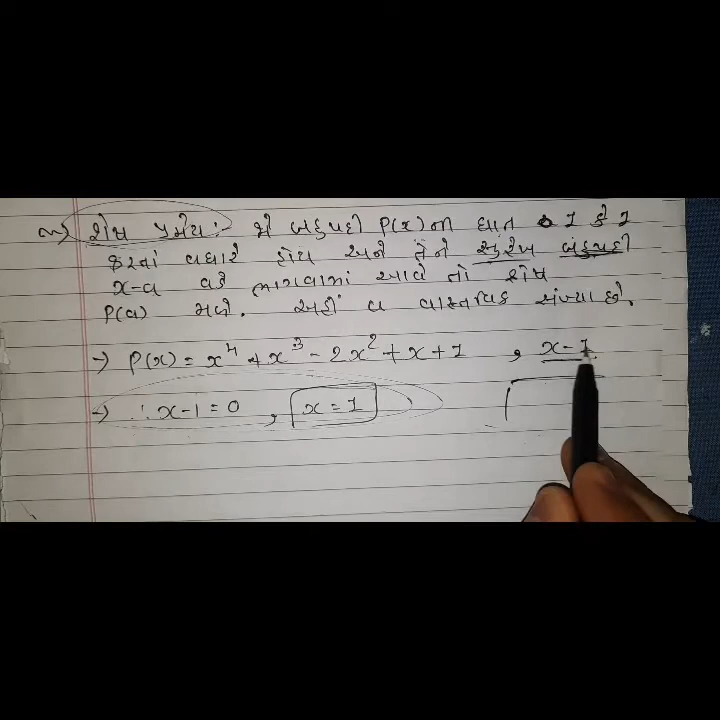 → શેષ પ્રમેય :- જો બહુપદી P(x)ના ઘાત 1 કે 1
કરતાં વધારે હોય અને તેને સુરેખ બહુપદી
x-a વડે ભાગવામાં આવે તો શેષ
P(a) મળે. અહીં a વાસ્તવિક સંખ્યા છે.
→ P(x) = x⁴ + x³ - 2x² + x + 1 , x-1
→ ∴ x-1 = 0 , x = 1